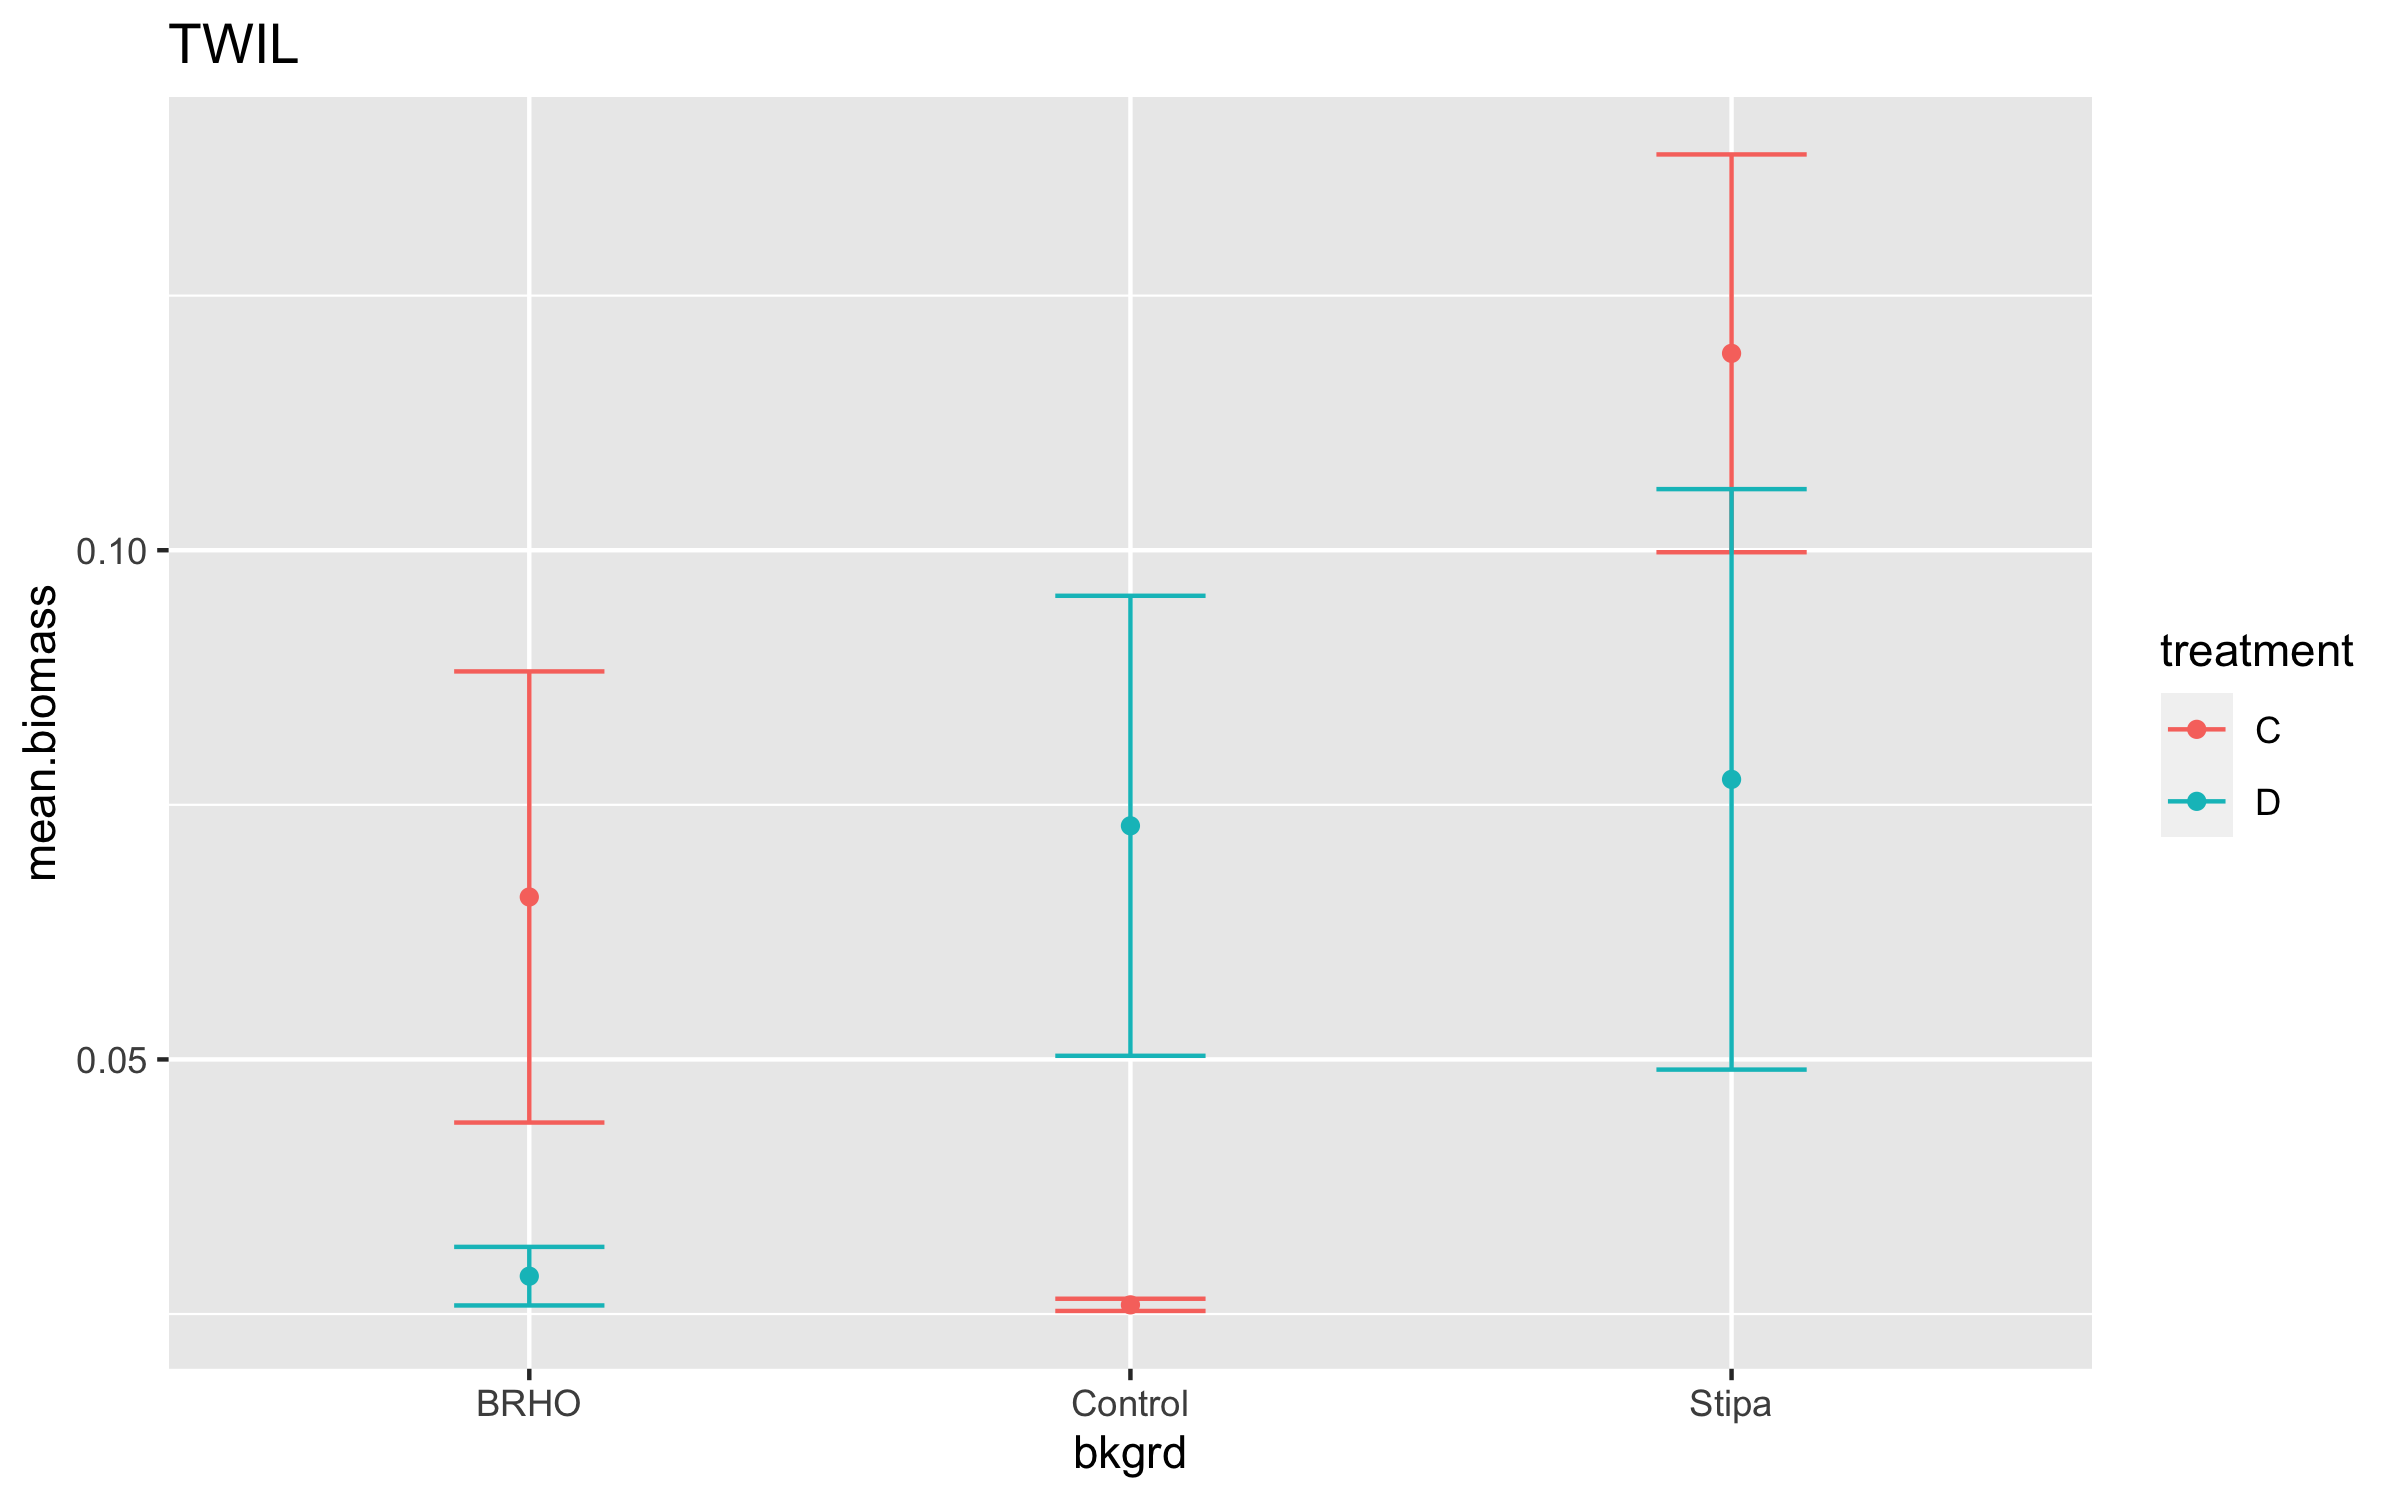 TWIL
mean.biomass
0.10
0.05
BRHO
Control
Stipa
bkgrd
treatment
C
D